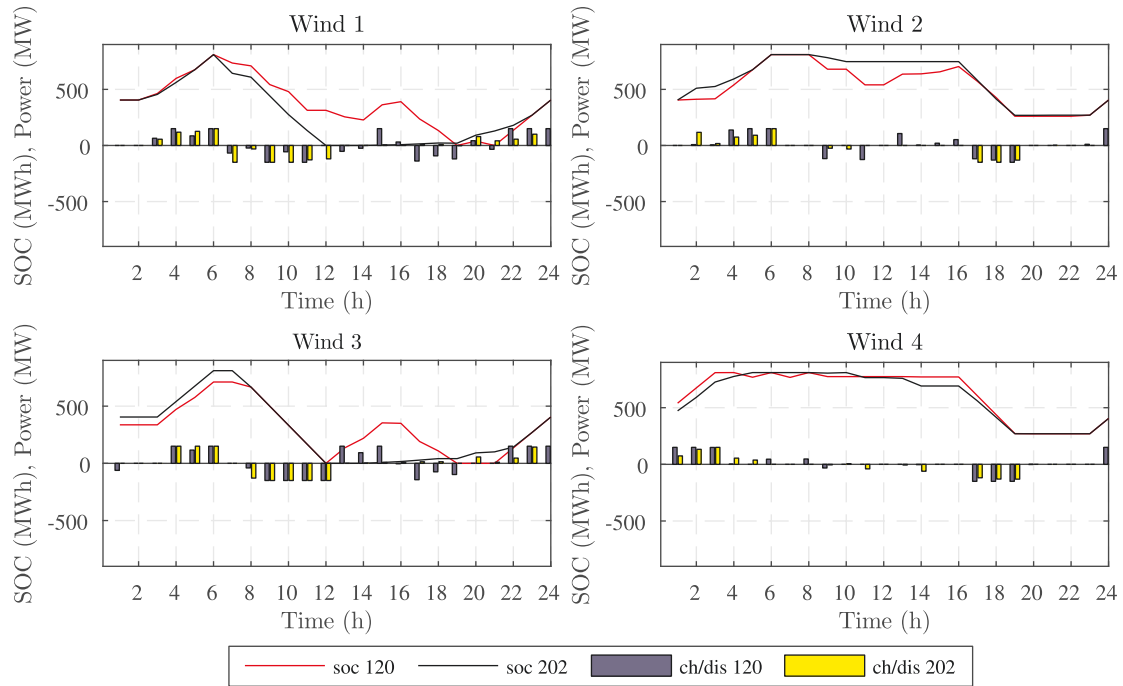 Wind 1
SOC (MWh), Power (MW)
500
0
-500
2 4 6 8 10 12 14 16 18 20 22 24
Time (h)
Wind 2
SOC (MWh), Power (MW)
500
0
-500
2 4 6 8 10 12 14 16 18 20 22 24
Time (h)
Wind 3
SOC (MWh), Power (MW)
500
0
-500
2 4 6 8 10 12 14 16 18 20 22 24
Time (h)
Wind 4
SOC (MWh), Power (MW)
500
0
-500
2 4 6 8 10 12 14 16 18 20 22 24
Time (h)
soc 120 soc 202 ch/dis 120 ch/dis 202